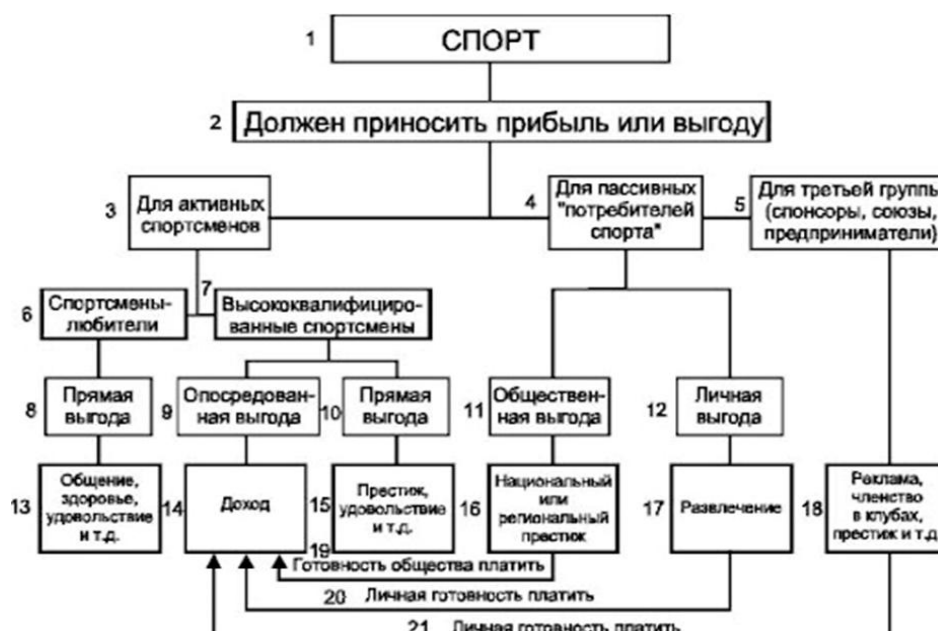 1 СПОРТ
2 Должен приносить прибыль или выгоду
3 Для активных
спортсменов
4 Для пассивных
"потребителей
спорта"
5 Для третьей группы
(спонсоры, союзы,
предприниматели)
6 Спортсмены-
любители
7 Высококвалифициро-
ванные спортсмены
8 Прямая
выгода
9 Опосредован-
ная выгода
10 Прямая
выгода
11 Обществен-
ная выгода
12 Личная
выгода
13 Общение,
здоровье,
удовольствие
и т.д.
14 Доход
15 Престиж,
удовольствие
и т.д.
16 Национальный
или
региональный
престиж
17 Развлечение
18 Реклама,
членство
в клубах,
престиж и т.д
19 Готовность общества платить
20 Личная готовность платить
21 Личная готовность платить